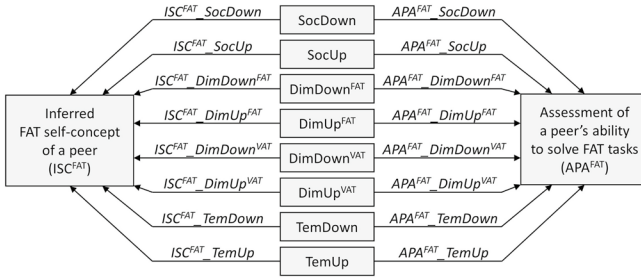 ISC^FAT_SocDown SocDown APA^FAT_SocDown
ISC^FAT_SocUp SocUp APA^FAT_SocUp
ISC^FAT_DimDown^FAT DimDown^FAT APA^FAT_DimDown^FAT
ISC^FAT_DimUp^FAT DimUp^FAT APA^FAT_DimUp^FAT
ISC^FAT_DimDown^VAT DimDown^VAT APA^FAT_DimDown^VAT
ISC^FAT_DimUp^VAT DimUp^VAT APA^FAT_DimUp^VAT
ISC^FAT_TemDown TemDown APA^FAT_TemDown
ISC^FAT_TemUp TemUp APA^FAT_TemUp
Inferred
FAT self-concept
of a peer
(ISC^FAT)
Assessment of
a peer's ability
to solve FAT tasks
(APA^FAT)